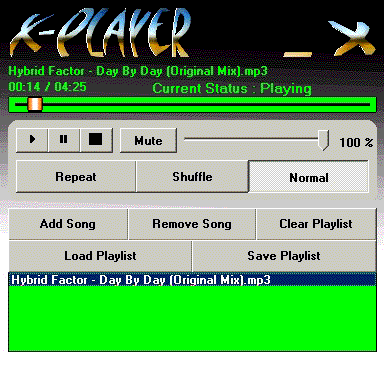 K-PLAYER
Hybrid Factor - Day By Day (Original Mix).mp3
00:14 / 04:25 Current Status : Playing
Mute 100 %
Repeat Shuffle Normal
Add Song Remove Song Clear Playlist
Load Playlist Save Playlist
Hybrid Factor - Day By Day (Original Mix).mp3